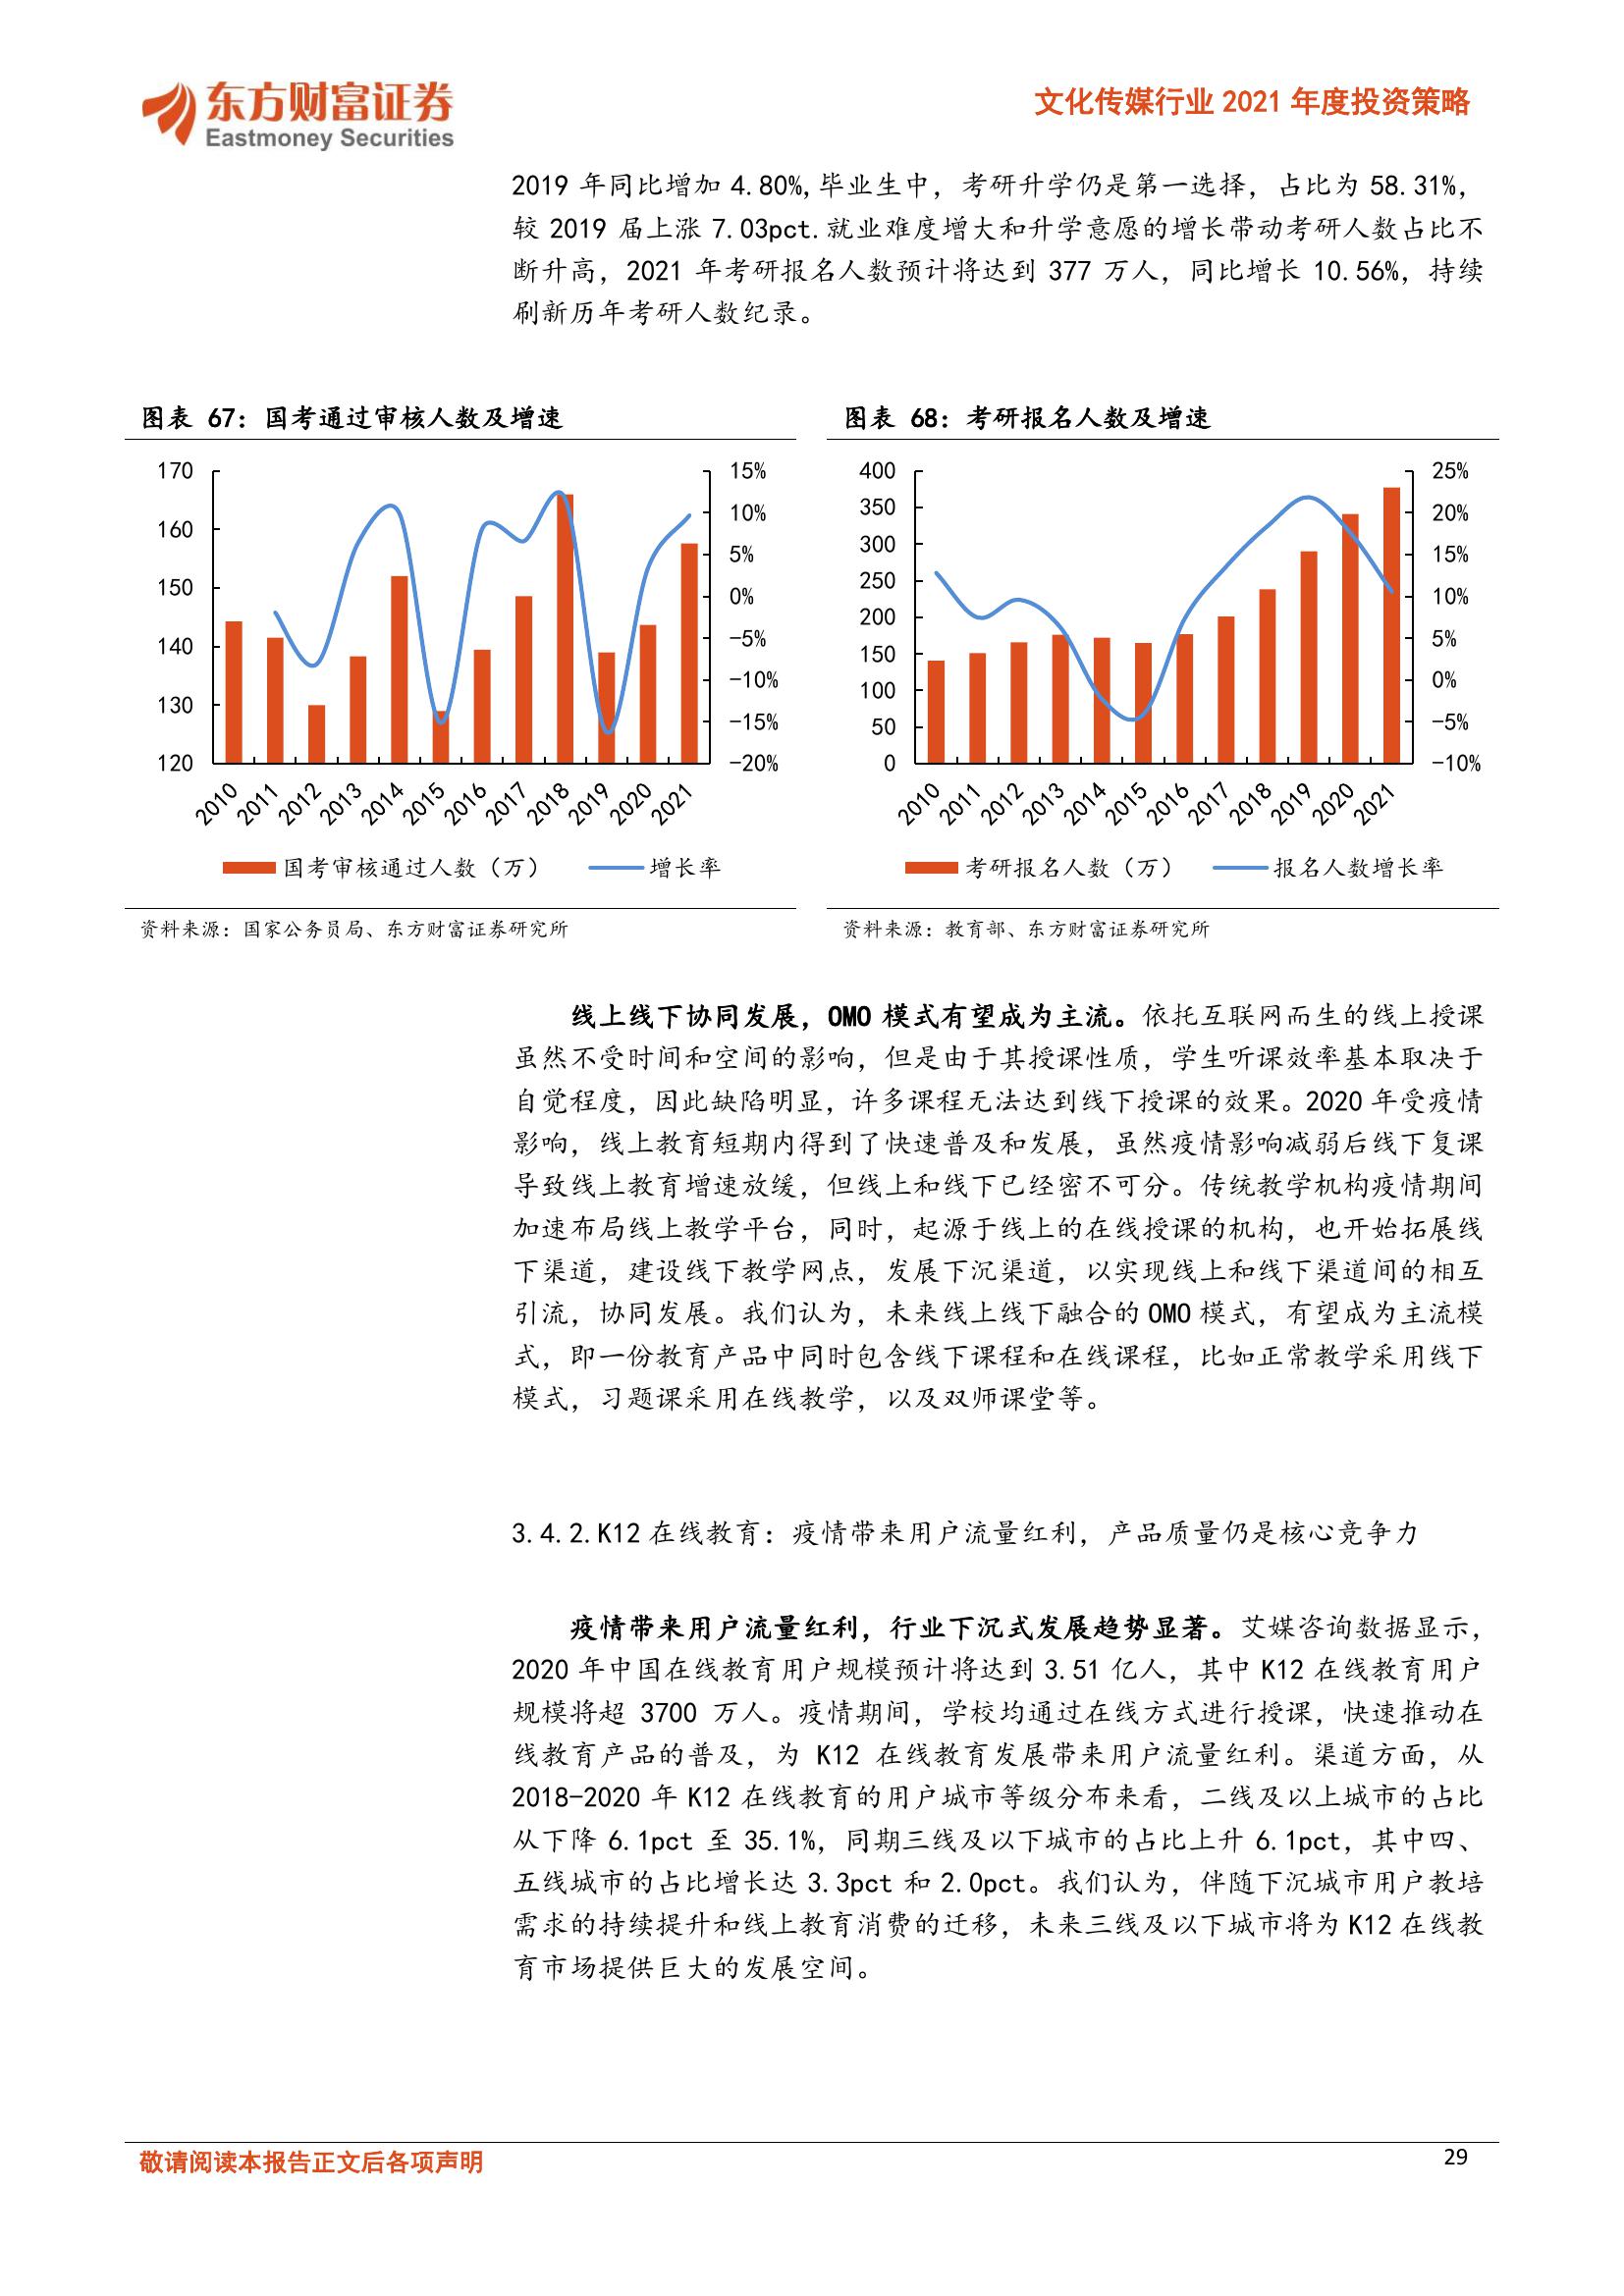 东方财富证券
Eastmoney Securities
文化传媒行业 2021 年度投资策略
2019 年同比增加 4.80%,毕业生中，考研升学仍是第一选择，占比为 58.31%，
较 2019 届上涨 7.03pct.就业难度增大和升学意愿的增长带动考研人数占比不
断升高，2021 年考研报名人数预计将达到 377 万人，同比增长 10.56%，持续
刷新历年考研人数纪录。
图表 67：国考通过审核人数及增速
170
160
150
140
130
120
15%
10%
5%
0%
-5%
-10%
-15%
-20%
2010 2011 2012 2013 2014 2015 2016 2017 2018 2019 2020 2021
国考审核通过人数（万） 增长率
资料来源：国家公务员局、东方财富证券研究所
图表 68：考研报名人数及增速
400
350
300
250
200
150
100
50
0
25%
20%
15%
10%
5%
0%
-5%
-10%
2010 2011 2012 2013 2014 2015 2016 2017 2018 2019 2020 2021
考研报名人数（万） 报名人数增长率
资料来源：教育部、东方财富证券研究所
线上线下协同发展，OMO 模式有望成为主流。依托互联网而生的线上授课
虽然不受时间和空间的影响，但是由于其授课性质，学生听课效率基本取决于
自觉程度，因此缺陷明显，许多课程无法达到线下授课的效果。2020 年受疫情
影响，线上教育短期内得到了快速普及和发展，虽然疫情影响减弱后线下复课
导致线上教育增速放缓，但线上和线下已经密不可分。传统教学机构疫情期间
加速布局线上教学平台，同时，起源于线上的在线授课的机构，也开始拓展线
下渠道，建设线下教学网点，发展下沉渠道，以实现线上和线下渠道间的相互
引流，协同发展。我们认为，未来线上线下融合的 OMO 模式，有望成为主流模
式，即一份教育产品中同时包含线下课程和在线课程，比如正常教学采用线下
模式，习题课采用在线教学，以及双师课堂等。
3.4.2.K12 在线教育：疫情带来用户流量红利，产品质量仍是核心竞争力
疫情带来用户流量红利，行业下沉式发展趋势显著。艾媒咨询数据显示，
2020 年中国在线教育用户规模预计将达到 3.51 亿人，其中 K12 在线教育用户
规模将超 3700 万人。疫情期间，学校均通过在线方式进行授课，快速推动在
线教育产品的普及，为 K12 在线教育发展带来用户流量红利。渠道方面，从
2018-2020 年 K12 在线教育的用户城市等级分布来看，二线及以上城市的占比
从下降 6.1pct 至 35.1%，同期三线及以下城市的占比上升 6.1pct，其中四、
五线城市的占比增长达 3.3pct 和 2.0pct。我们认为，伴随下沉城市用户教培
需求的持续提升和线上教育消费的迁移，未来三线及以下城市将为 K12 在线教
育市场提供巨大的发展空间。
敬请阅读本报告正文后各项声明
29